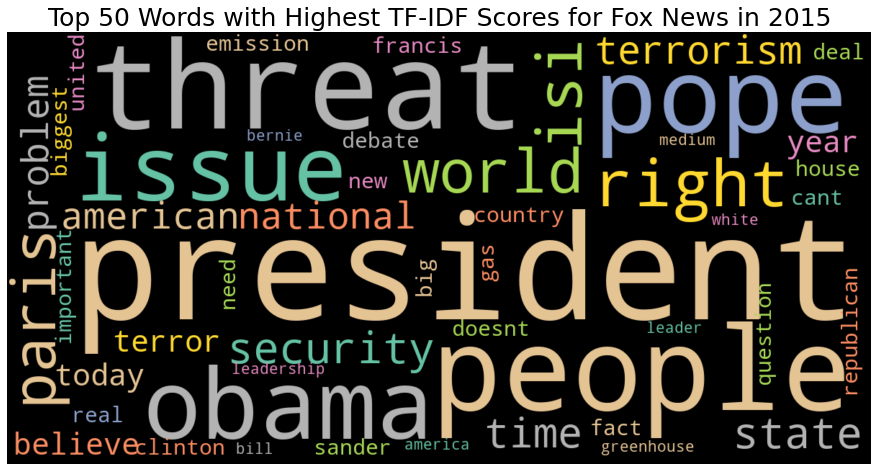 Top 50 Words with Highest TF-IDF Scores for Fox News in 2015
emission
francis
terrorism
deal
united
threat
isi
pope
problem
biggest
bernie
debate
medium
year
issue
new
world
right
house
cant
american
national
country
white
president
paris
important
need
big
gas
question
republican
terror
security
doesnt
leader
people
today
leadership
obama
real
time
fact
state
believe
clinton
bill
sander
america
greenhouse